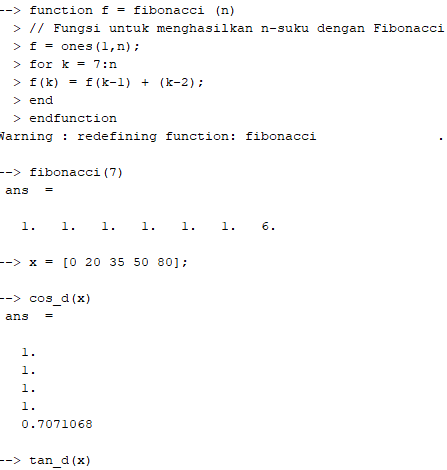 --> function f = fibonacci (n)
> // Fungsi untuk menghasilkan n-suku dengan Fibonacci
> f = ones(1,n);
> for k = 7:n
> f(k) = f(k-1) + (k-2);
> end
> endfunction
Warning : redefining function: fibonacci .
--> fibonacci(7)
ans =
1. 1. 1. 1. 1. 1. 6.
--> x = [0 20 35 50 80];
--> cos_d(x)
ans =
1.
1.
1.
1.
0.7071068
--> tan_d(x)